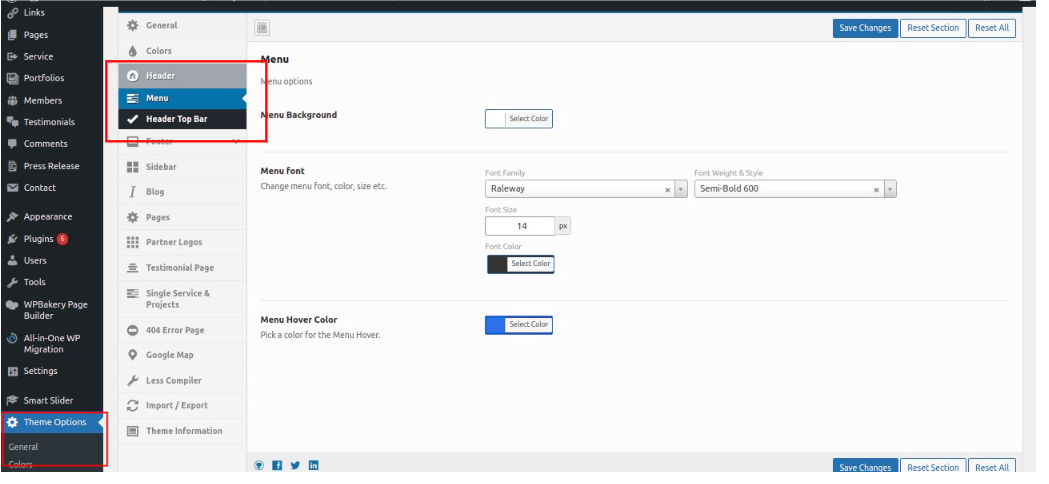 Links
Pages
Service
Portfolios
Members
Testimonials
Comments
Press Release
Contact
Appearance
Plugins 6
Users
Tools
WPBakery Page
Builder
All-in-One WP
Migration
Settings
Smart Slider
Theme Options
General
Colors
General
Colors
Header
Menu
Header Top Bar
Footer
Sidebar
Blog
Pages
Partner Logos
Testimonial Page
Single Service &
Projects
404 Error Page
Google Map
Less Compiler
Import / Export
Theme Information
Save Changes Reset Section Reset All
Menu
Menu options
Menu Background
Select Color
Menu font
Change menu font, color, size etc.
Font Family Font Weight & Style
Raleway Semi-Bold 600
Font Size
14 px
Font Color
Select Color
Menu Hover Color
Pick a color for the Menu Hover.
Select Color
Save Changes Reset Section Reset All